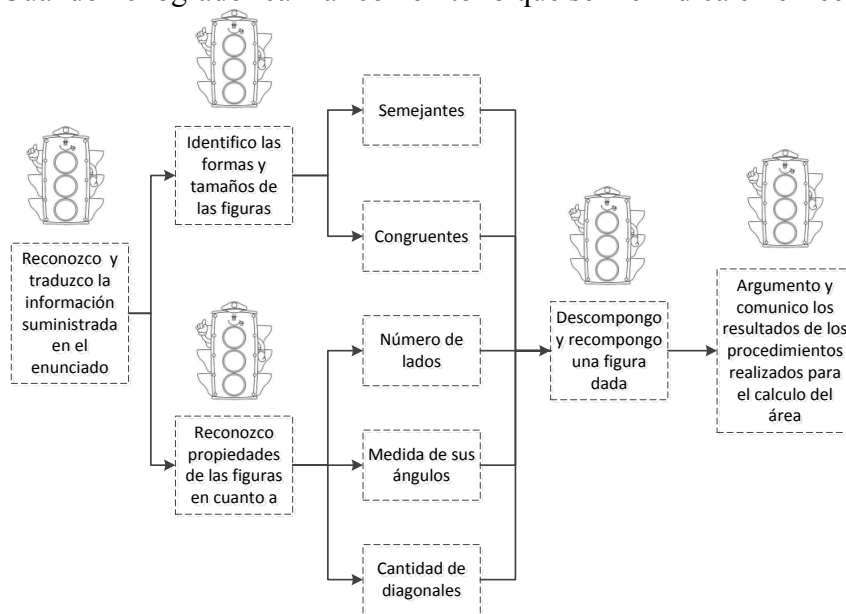 Semejantes
Identifico las
formas y
tamaños de
las figuras
Congruentes
Reconozco y
traduzco la
información
suministrada
en el
enunciado
Número de
lados
Descompongo
y recompongo
una figura
dada
Argumento y
comunico los
resultados de los
procedimientos
realizados para
el calculo del
área
Reconozco
propiedades
de las figuras
en cuanto a
Medida de sus
ángulos
Cantidad de
diagonales